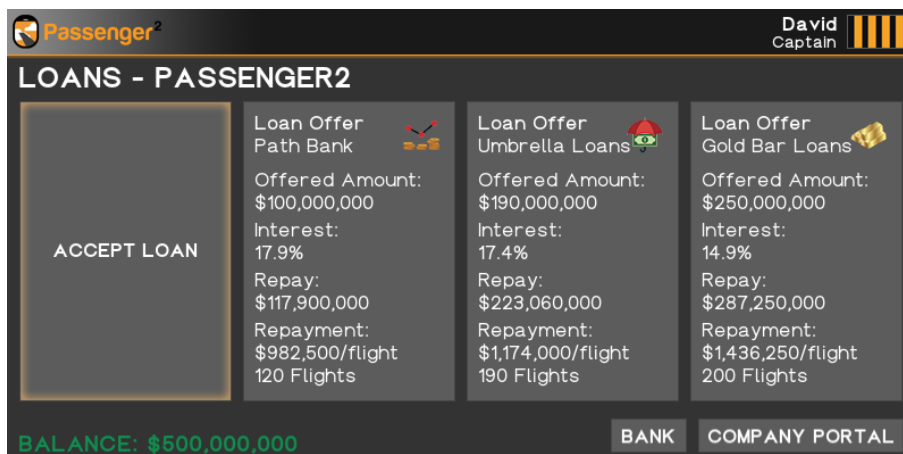 Passenger²
David
Captain
LOANS - PASSENGER2
ACCEPT LOAN
Loan Offer
Path Bank
Offered Amount:
$100,000,000
Interest:
17.9%
Repay:
$117,900,000
Repayment:
$982,500/flight
120 Flights
Loan Offer
Umbrella Loans
Offered Amount:
$190,000,000
Interest:
17.4%
Repay:
$223,060,000
Repayment:
$1,174,000/flight
190 Flights
Loan Offer
Gold Bar Loans
Offered Amount:
$250,000,000
Interest:
14.9%
Repay:
$287,250,000
Repayment:
$1,436,250/flight
200 Flights
BALANCE: $500,000,000
BANK
COMPANY PORTAL